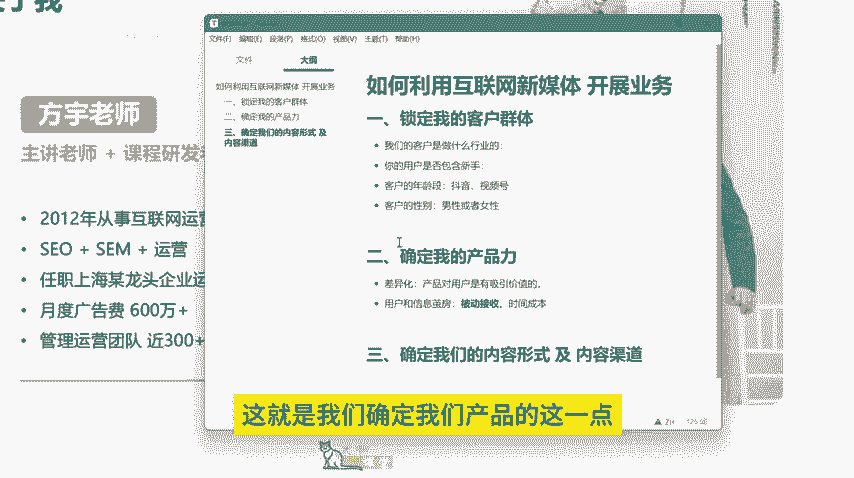 文件(F) 编辑(E) 段落(P) 格式(O) 视图(V) 主题(T) 帮助(H)
文件 大纲
如何利用互联网新媒体 开展业务
一、锁定我的客户群体
二、确定我的产品力
三、确定我们的内容形式 及
内容渠道
如何利用互联网新媒体 开展业务
一、锁定我的客户群体
我们的客户是做什么行业的:
你的用户是否包含新手:
客户的年龄段：抖音、视频号
客户的性别：男性或者女性
二、确定我的产品力
差异化：产品对用户是有吸引价值的。
用户和信息茧房：被动接收，时间成本
三、确定我们的内容形式 及 内容渠道
方宇老师
主讲老师 + 课程研发
2012年从事互联网运
SEO + SEM + 运营
任职上海某龙头企业运
月度广告费 600万+
管理运营团队 近300+
这就是我们确定我们产品的这一点